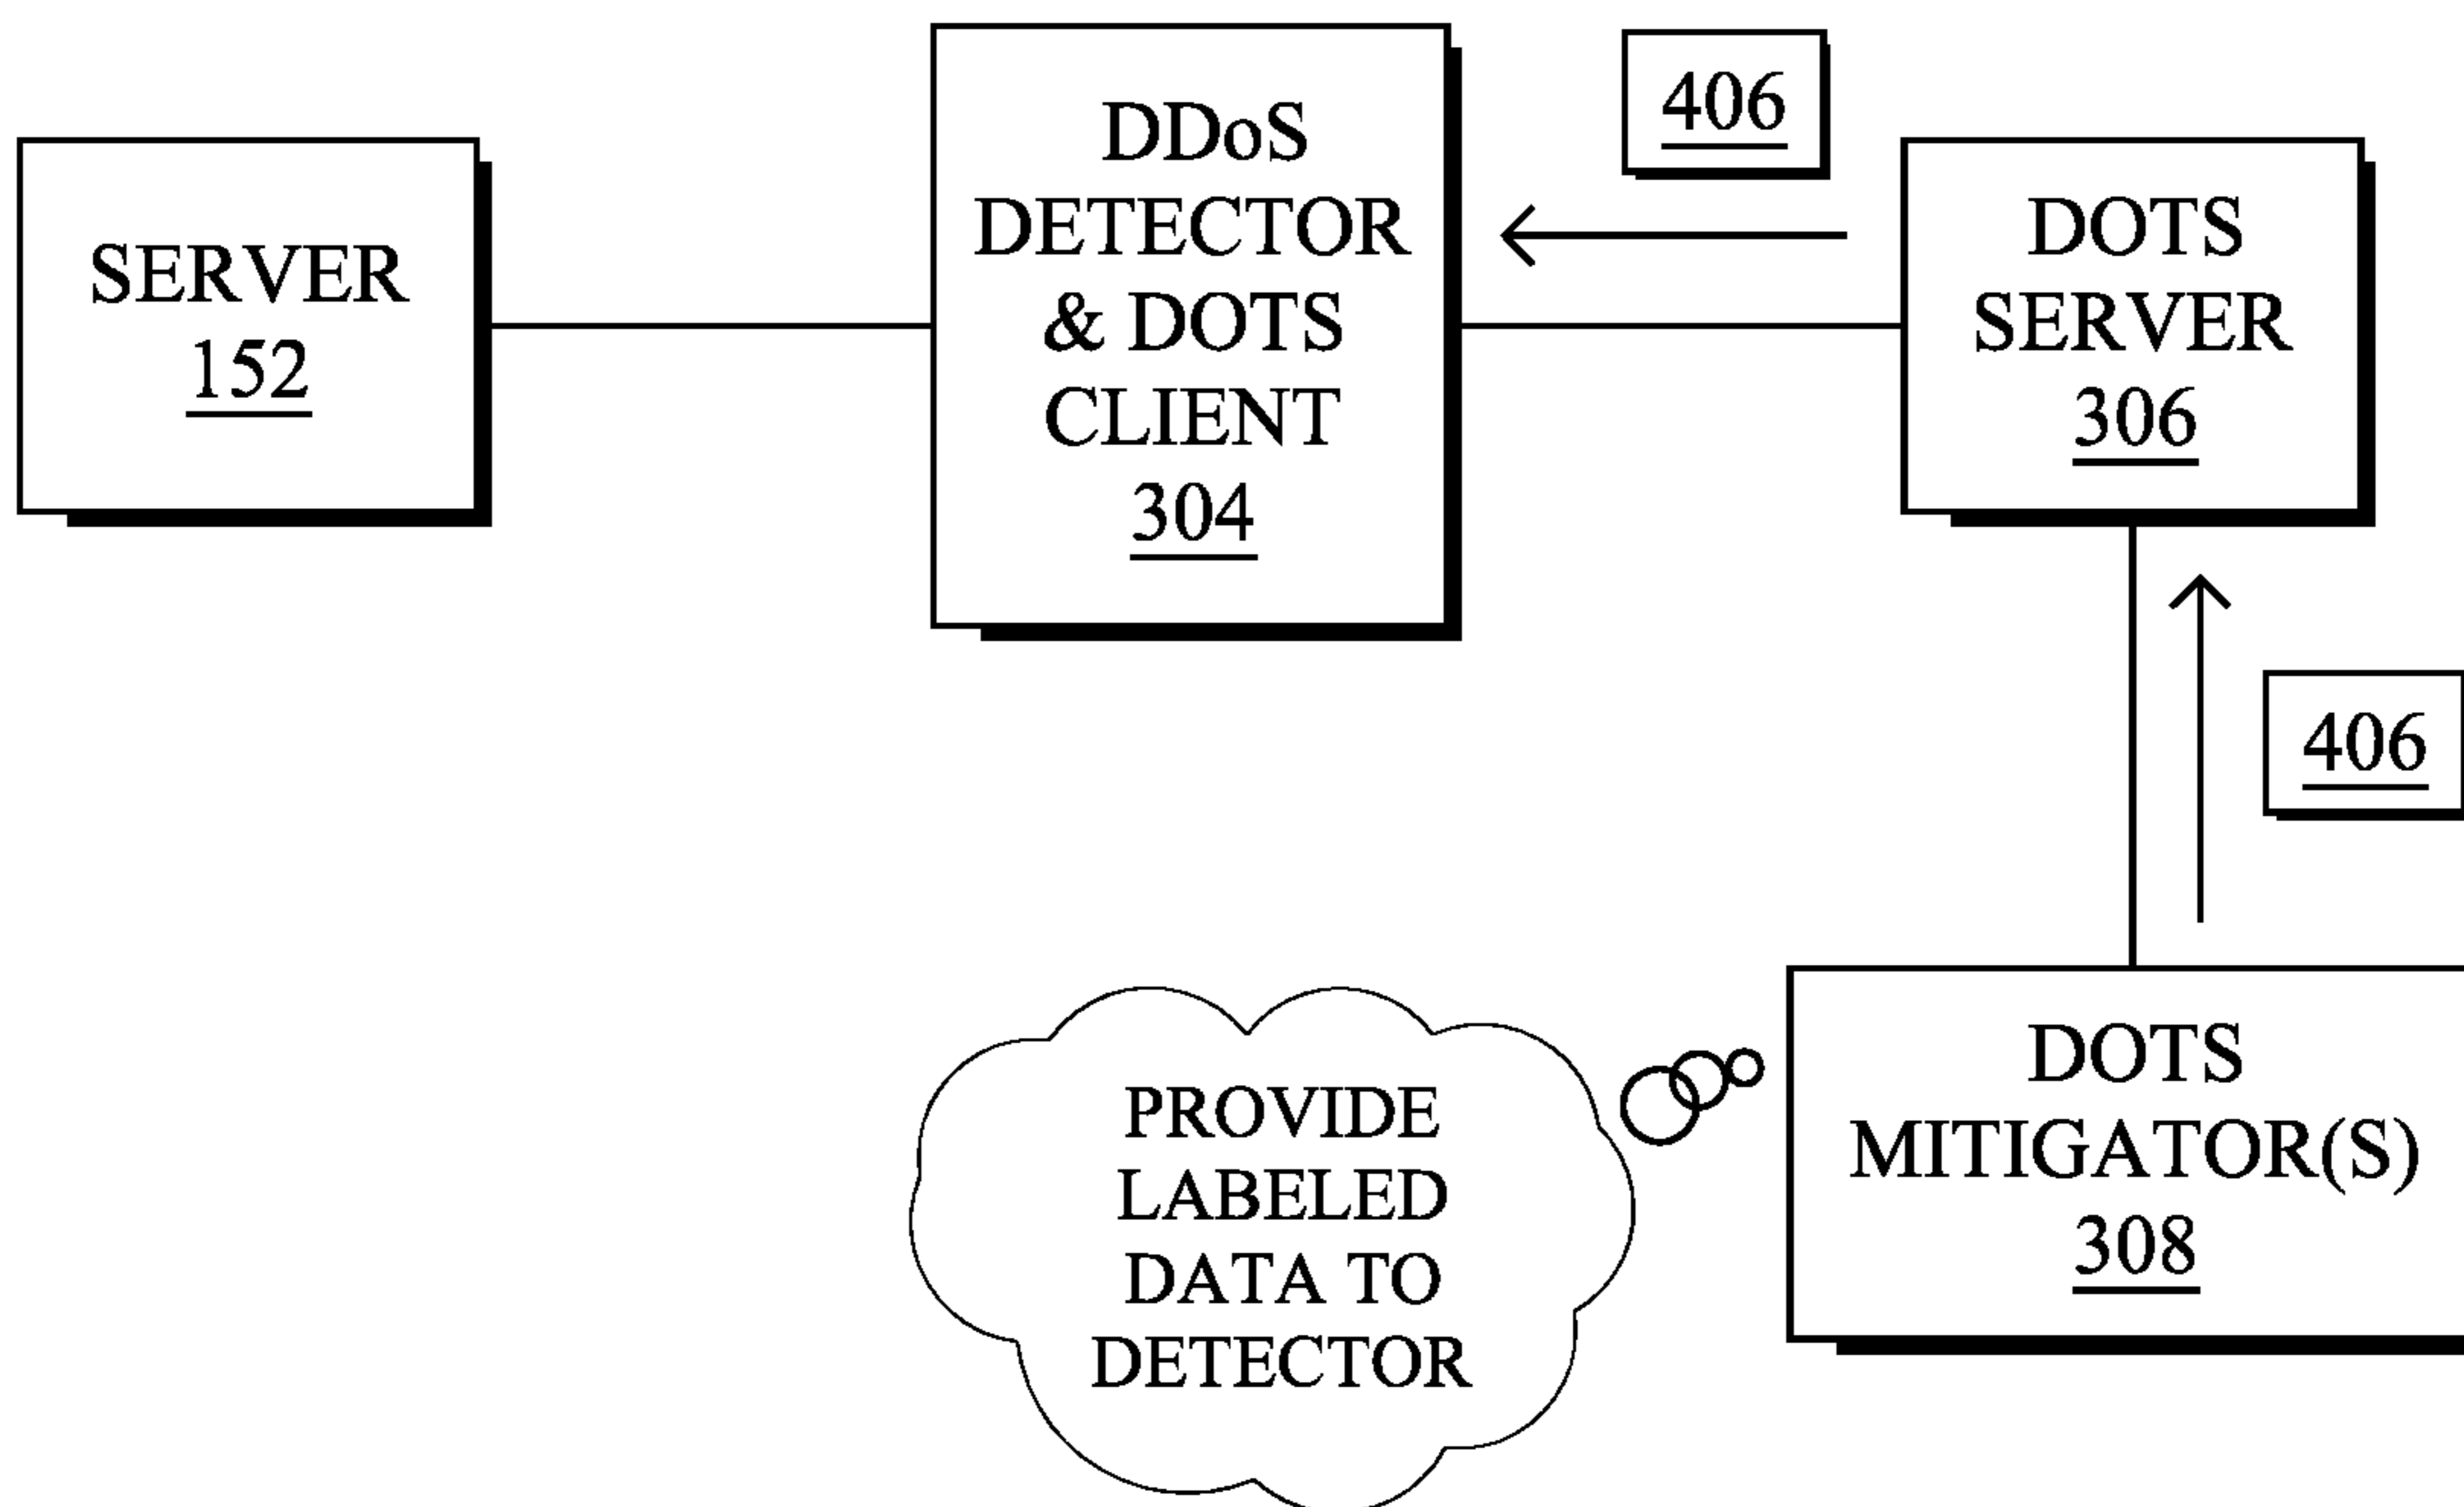 SERVER
152
DDoS
DETECTOR
& DOTS
CLIENT
304
406
DOTS
SERVER
306
406
DOTS
MITIGATOR(S)
308
PROVIDE
LABELED
DATA TO
DETECTOR